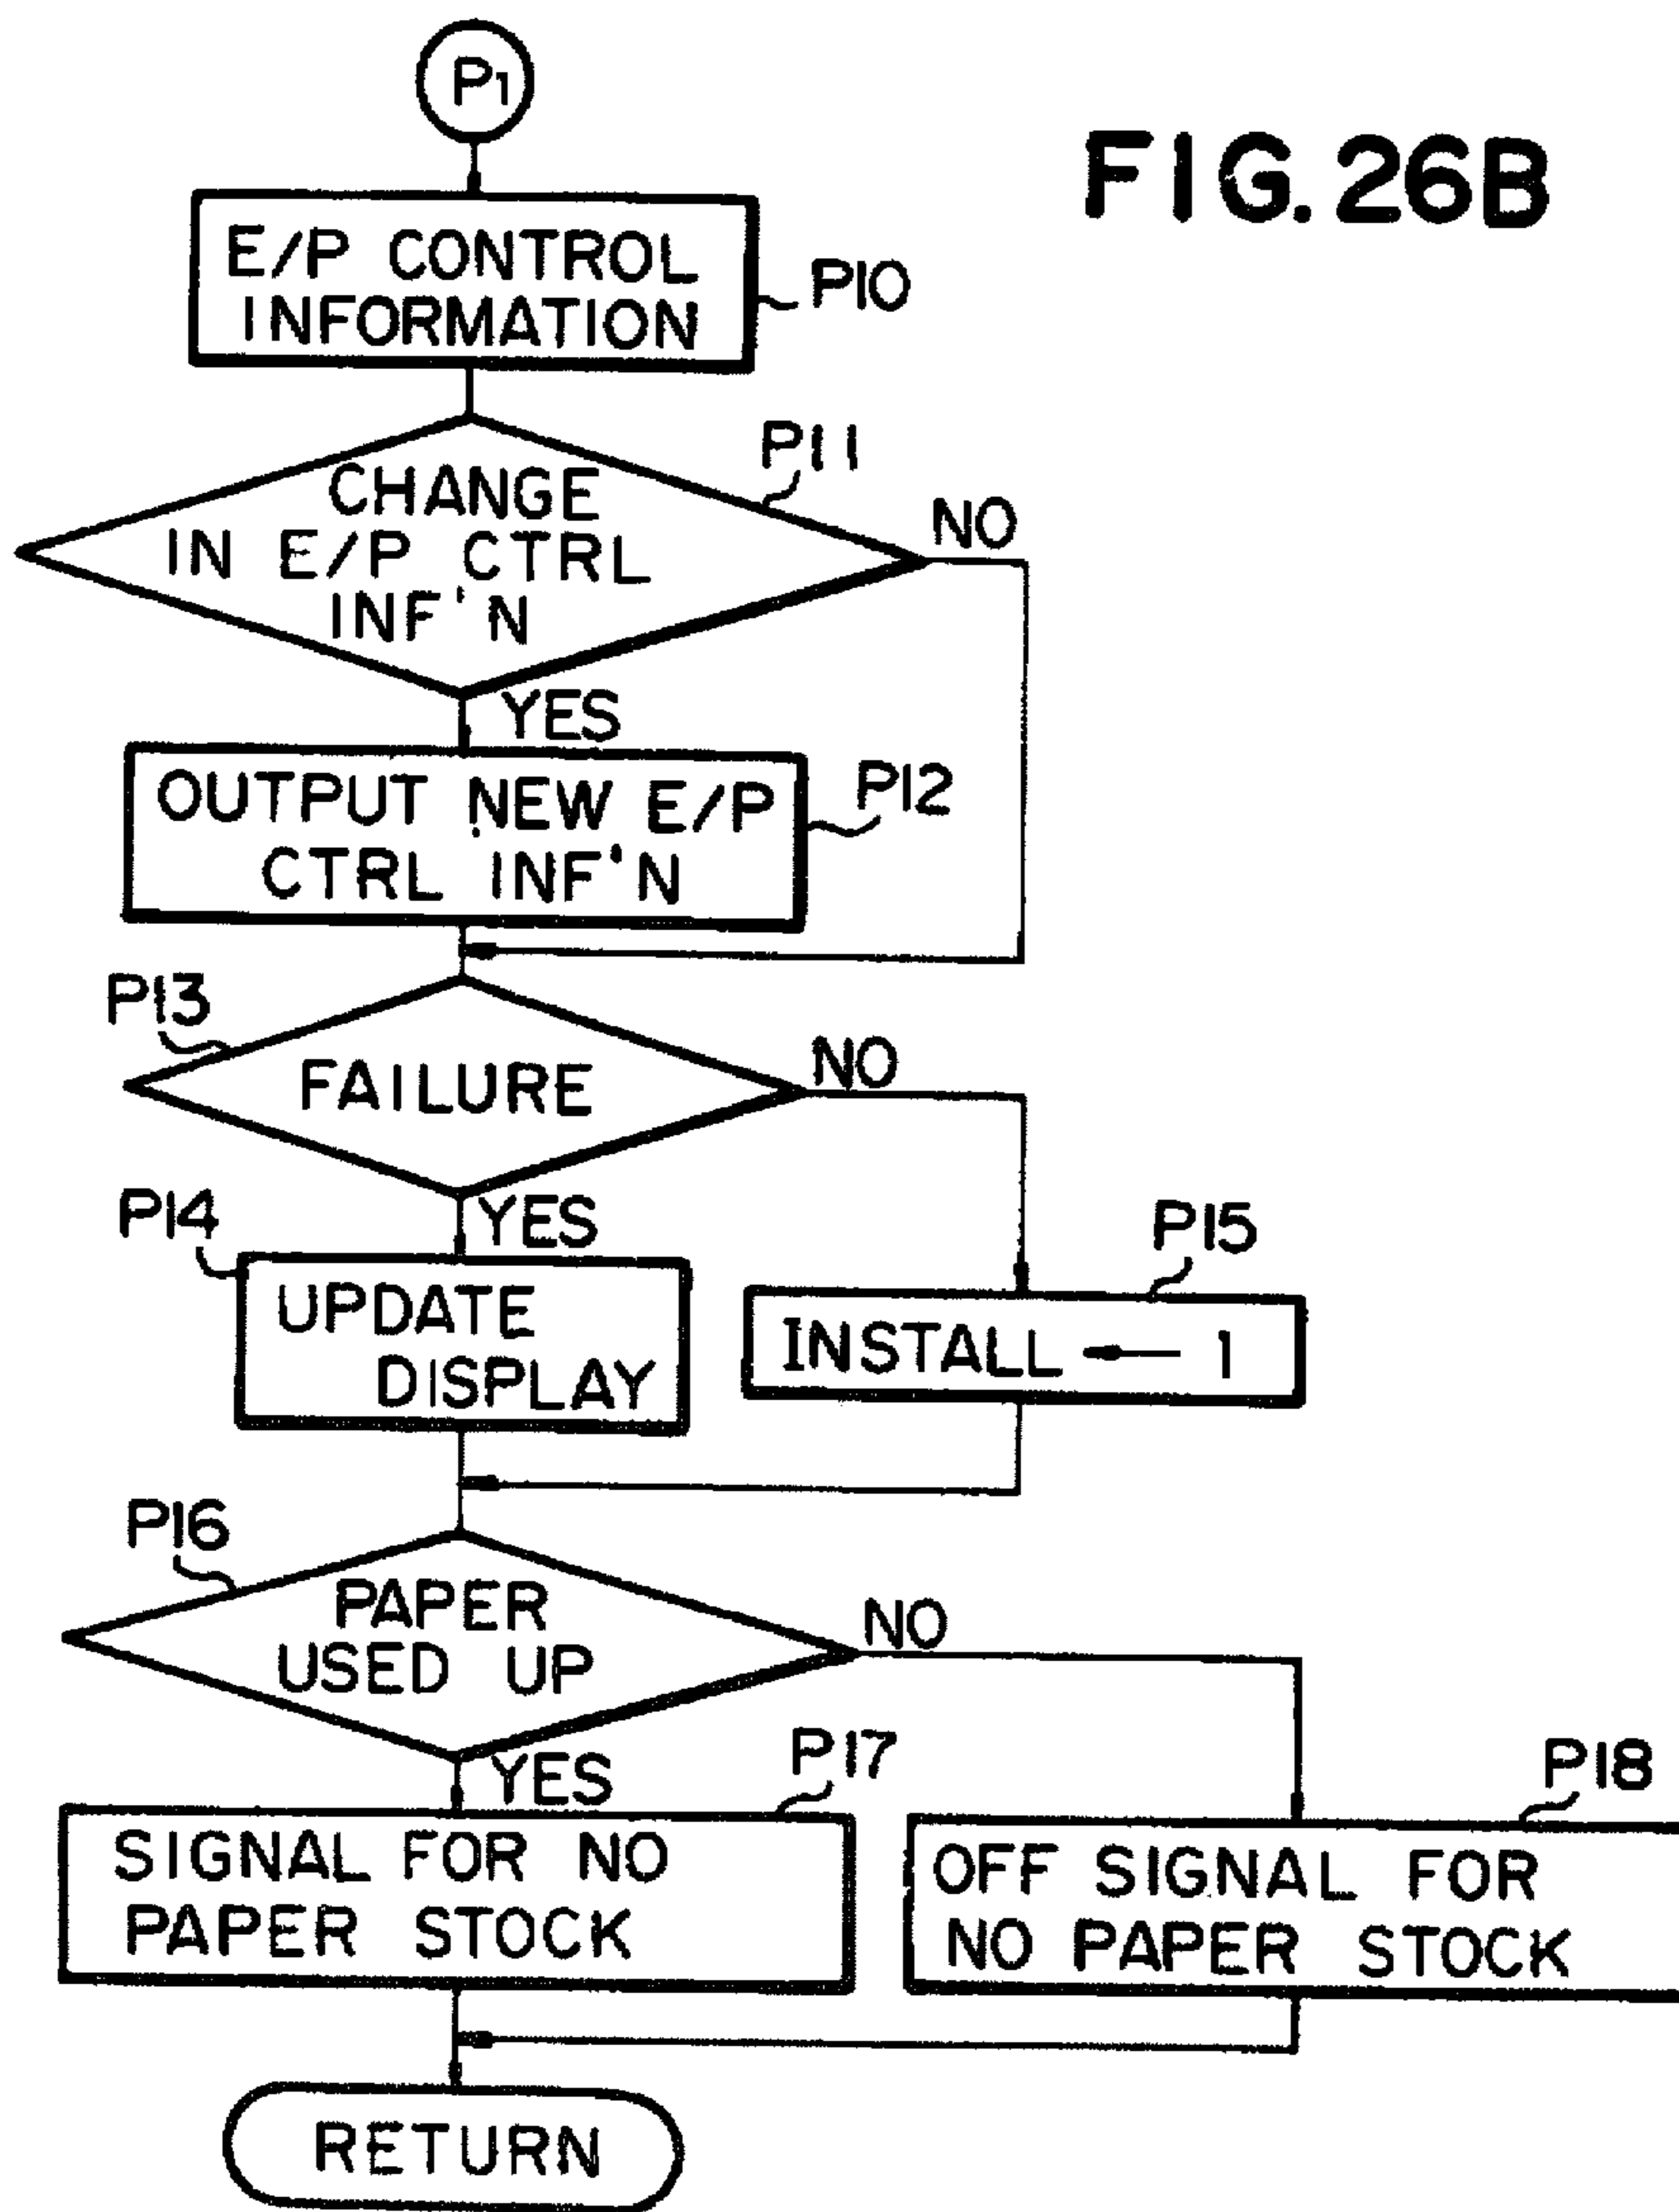 P1
FIG. 26B
E/P CONTROL
INFORMATION
P10
P11
CHANGE
IN E/P CTRL
INF'N
NO
YES
OUTPUT NEW E/P
CTRL INF'N
P12
P13
FAILURE
NO
YES
P14
UPDATE
DISPLAY
P15
INSTALL ← 1
P16
PAPER
USED UP
NO
YES
P17
SIGNAL FOR NO
PAPER STOCK
P18
OFF SIGNAL FOR
NO PAPER STOCK
RETURN